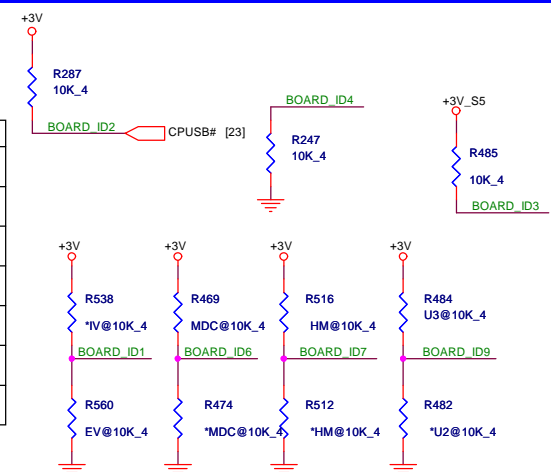 +3V
R287
10K_4
BOARD_ID2
CPUSB# [23]
BOARD_ID4
R247
10K_4
+3V_S5
R485
10K_4
BOARD_ID3
+3V
+3V
+3V
+3V
R538
*IV@10K_4
R469
MDC@10K_4
R516
HM@10K_4
R484
U3@10K_4
BOARD_ID1
BOARD_ID6
BOARD_ID7
BOARD_ID9
R560
EV@10K_4
R474
*MDC@10K_4
R512
*HM@10K_4
R482
*U2@10K_4